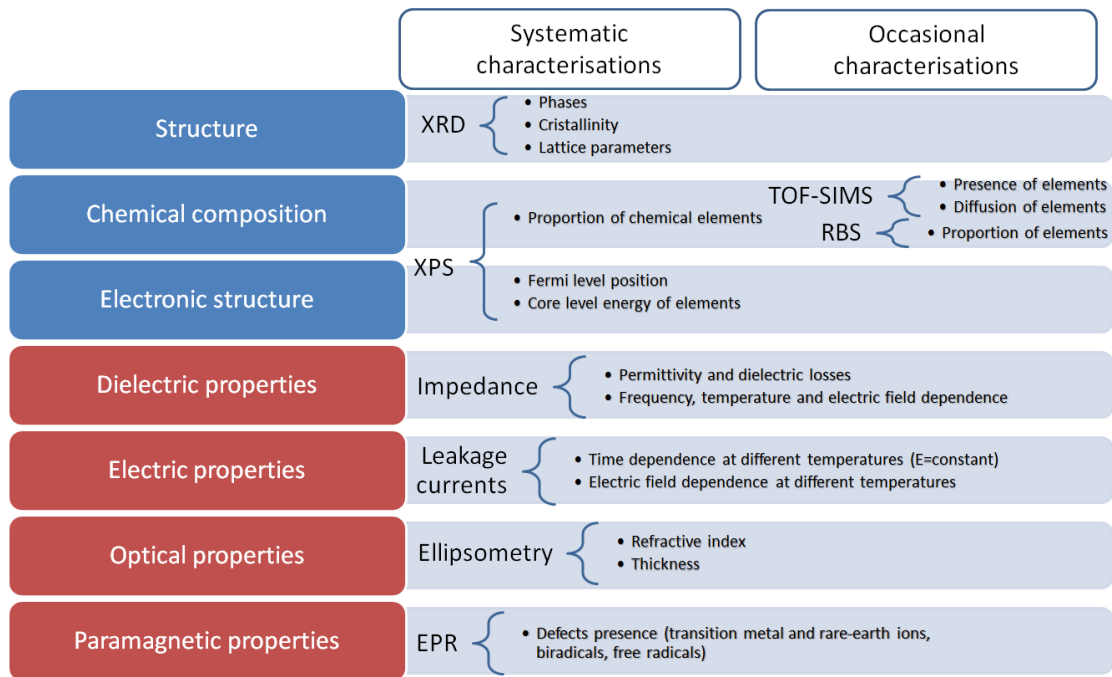 Systematic
characterisations
Occasional
characterisations
Structure
XRD
• Phases
• Cristallinity
• Lattice parameters
Chemical composition
XPS
• Proportion of chemical elements
TOF-SIMS
• Presence of elements
• Diffusion of elements
RBS
• Proportion of elements
Electronic structure
• Fermi level position
• Core level energy of elements
Dielectric properties
Impedance
• Permittivity and dielectric losses
• Frequency, temperature and electric field dependence
Electric properties
Leakage
currents
• Time dependence at different temperatures (E=constant)
• Electric field dependence at different temperatures
Optical properties
Ellipsometry
• Refractive index
• Thickness
Paramagnetic properties
EPR
• Defects presence (transition metal and rare-earth ions,
biradicals, free radicals)